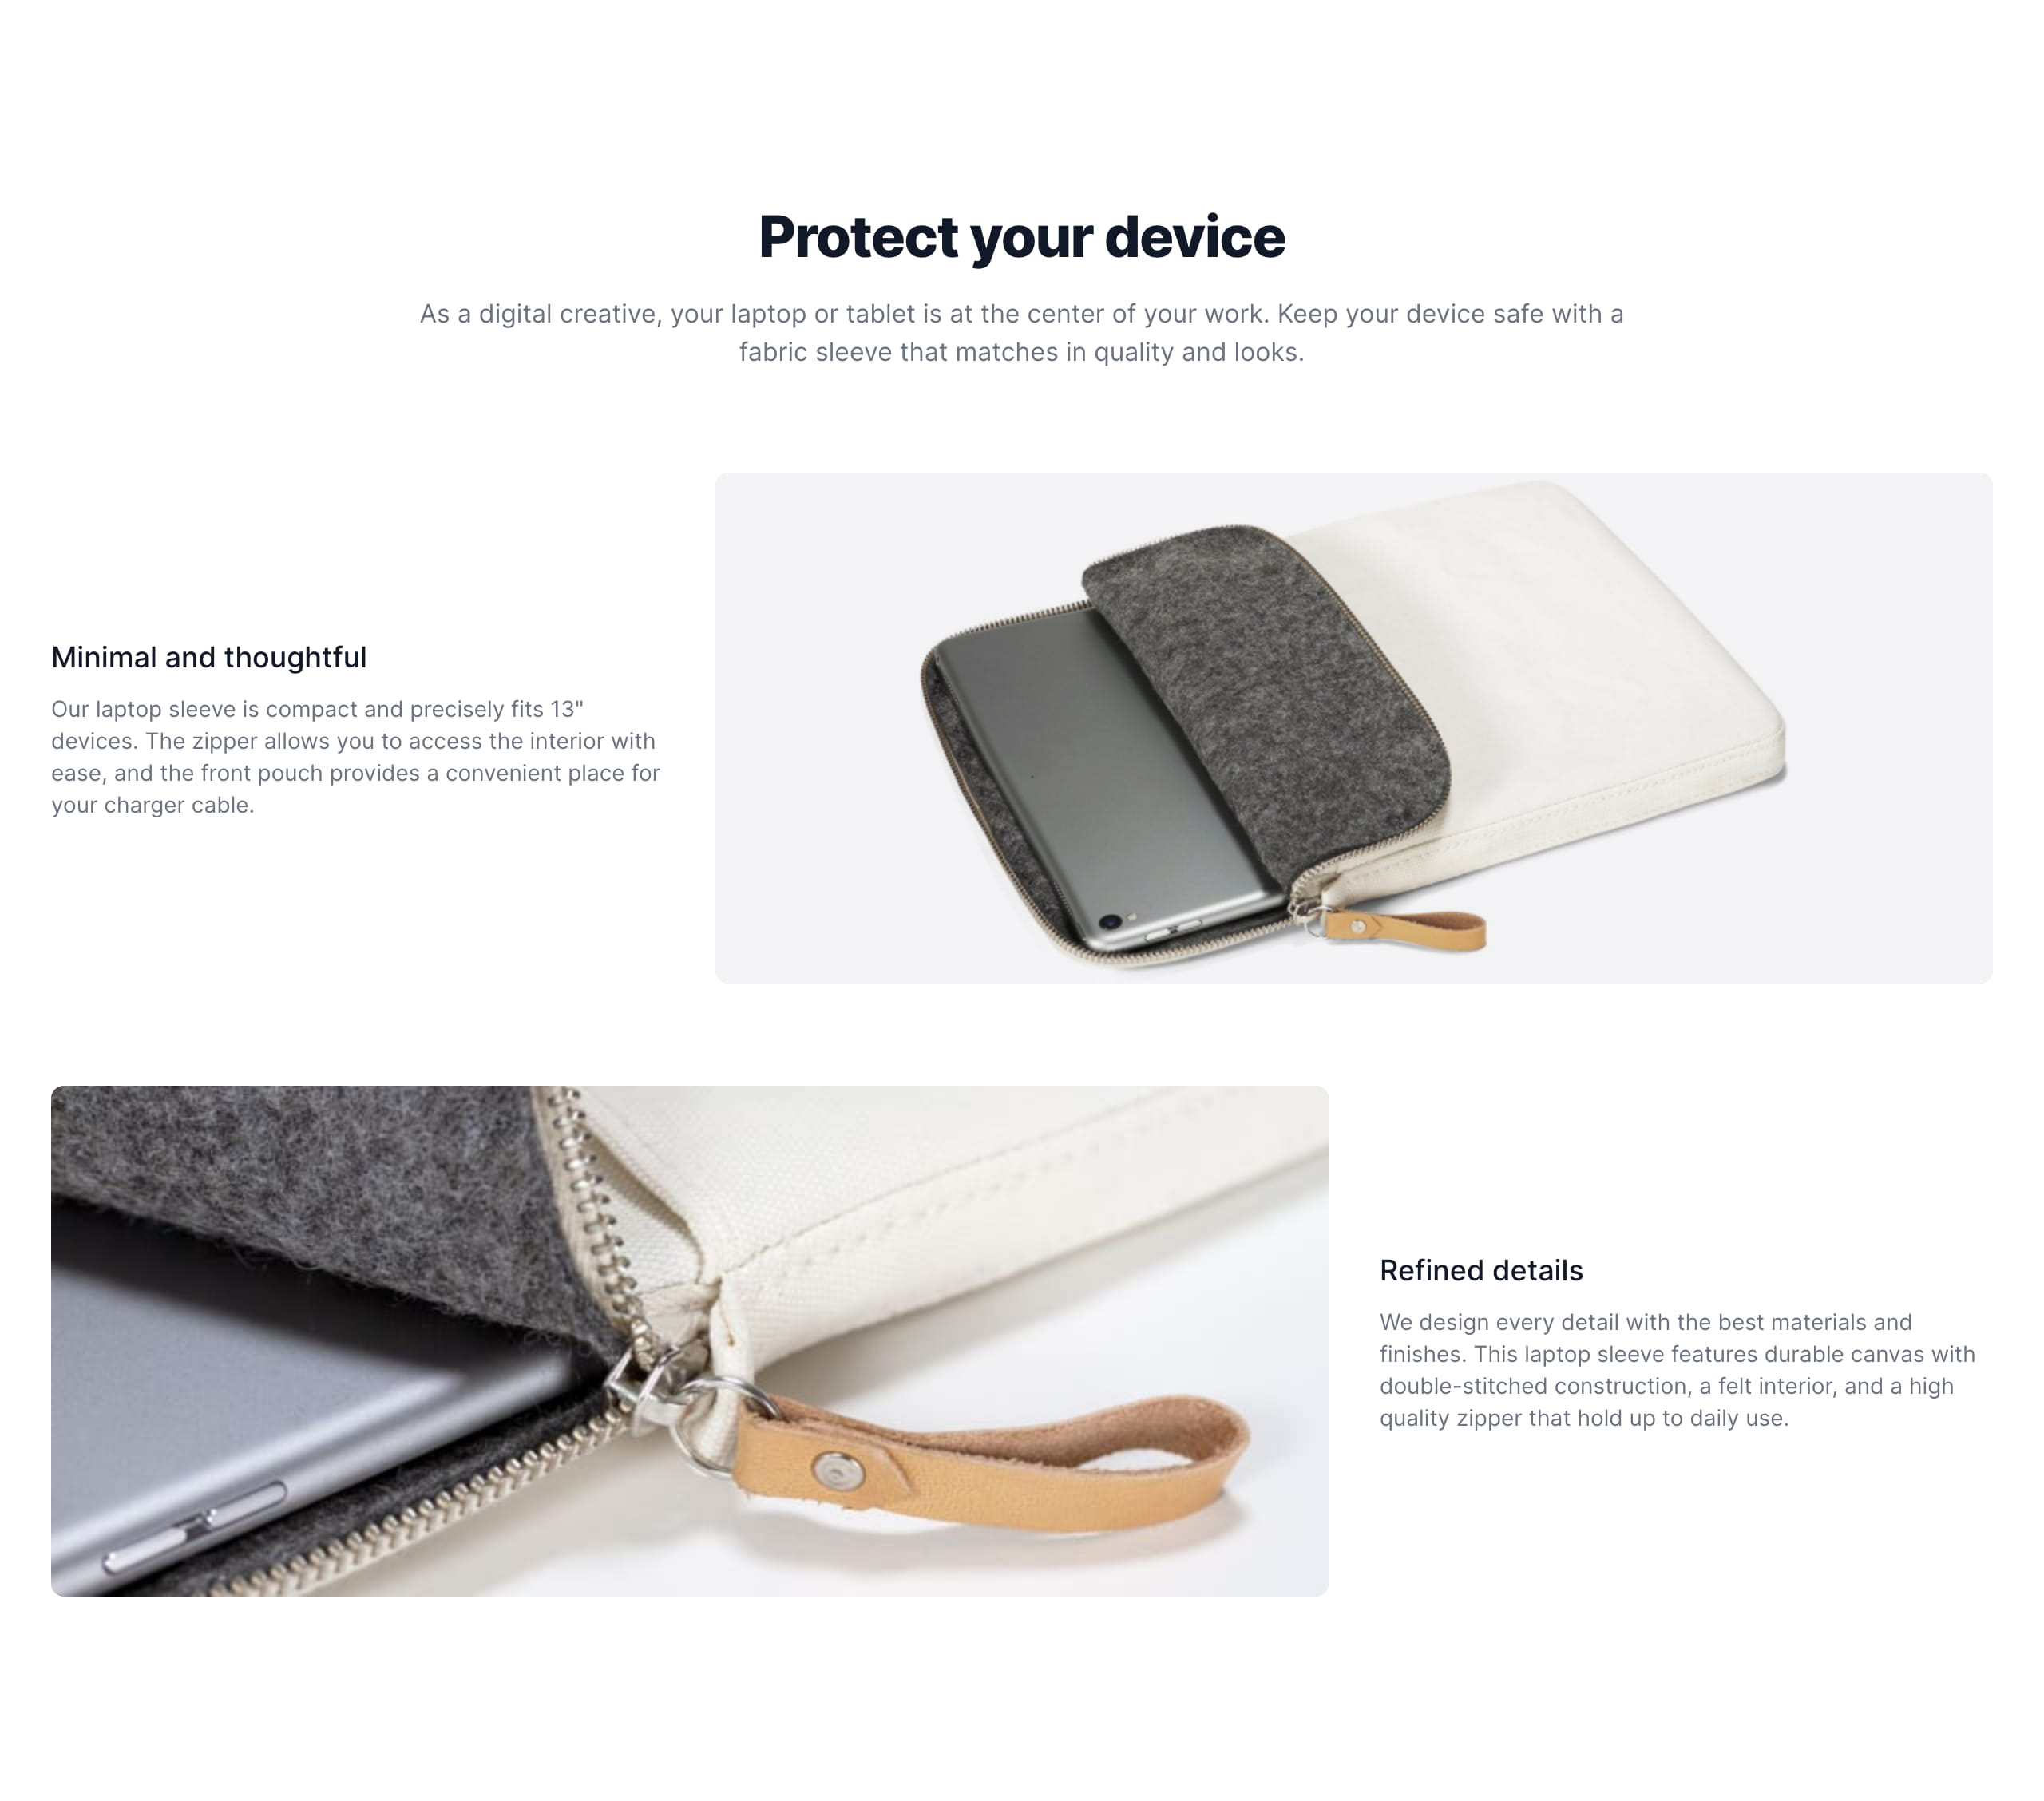 Protect your device
As a digital creative, your laptop or tablet is at the center of your work. Keep your device safe with a
fabric sleeve that matches in quality and looks.
Minimal and thoughtful
Our laptop sleeve is compact and precisely fits 13"
devices. The zipper allows you to access the interior with
ease, and the front pouch provides a convenient place for
your charger cable.
Refined details
We design every detail with the best materials and
finishes. This laptop sleeve features durable canvas with
double-stitched construction, a felt interior, and a high
quality zipper that hold up to daily use.